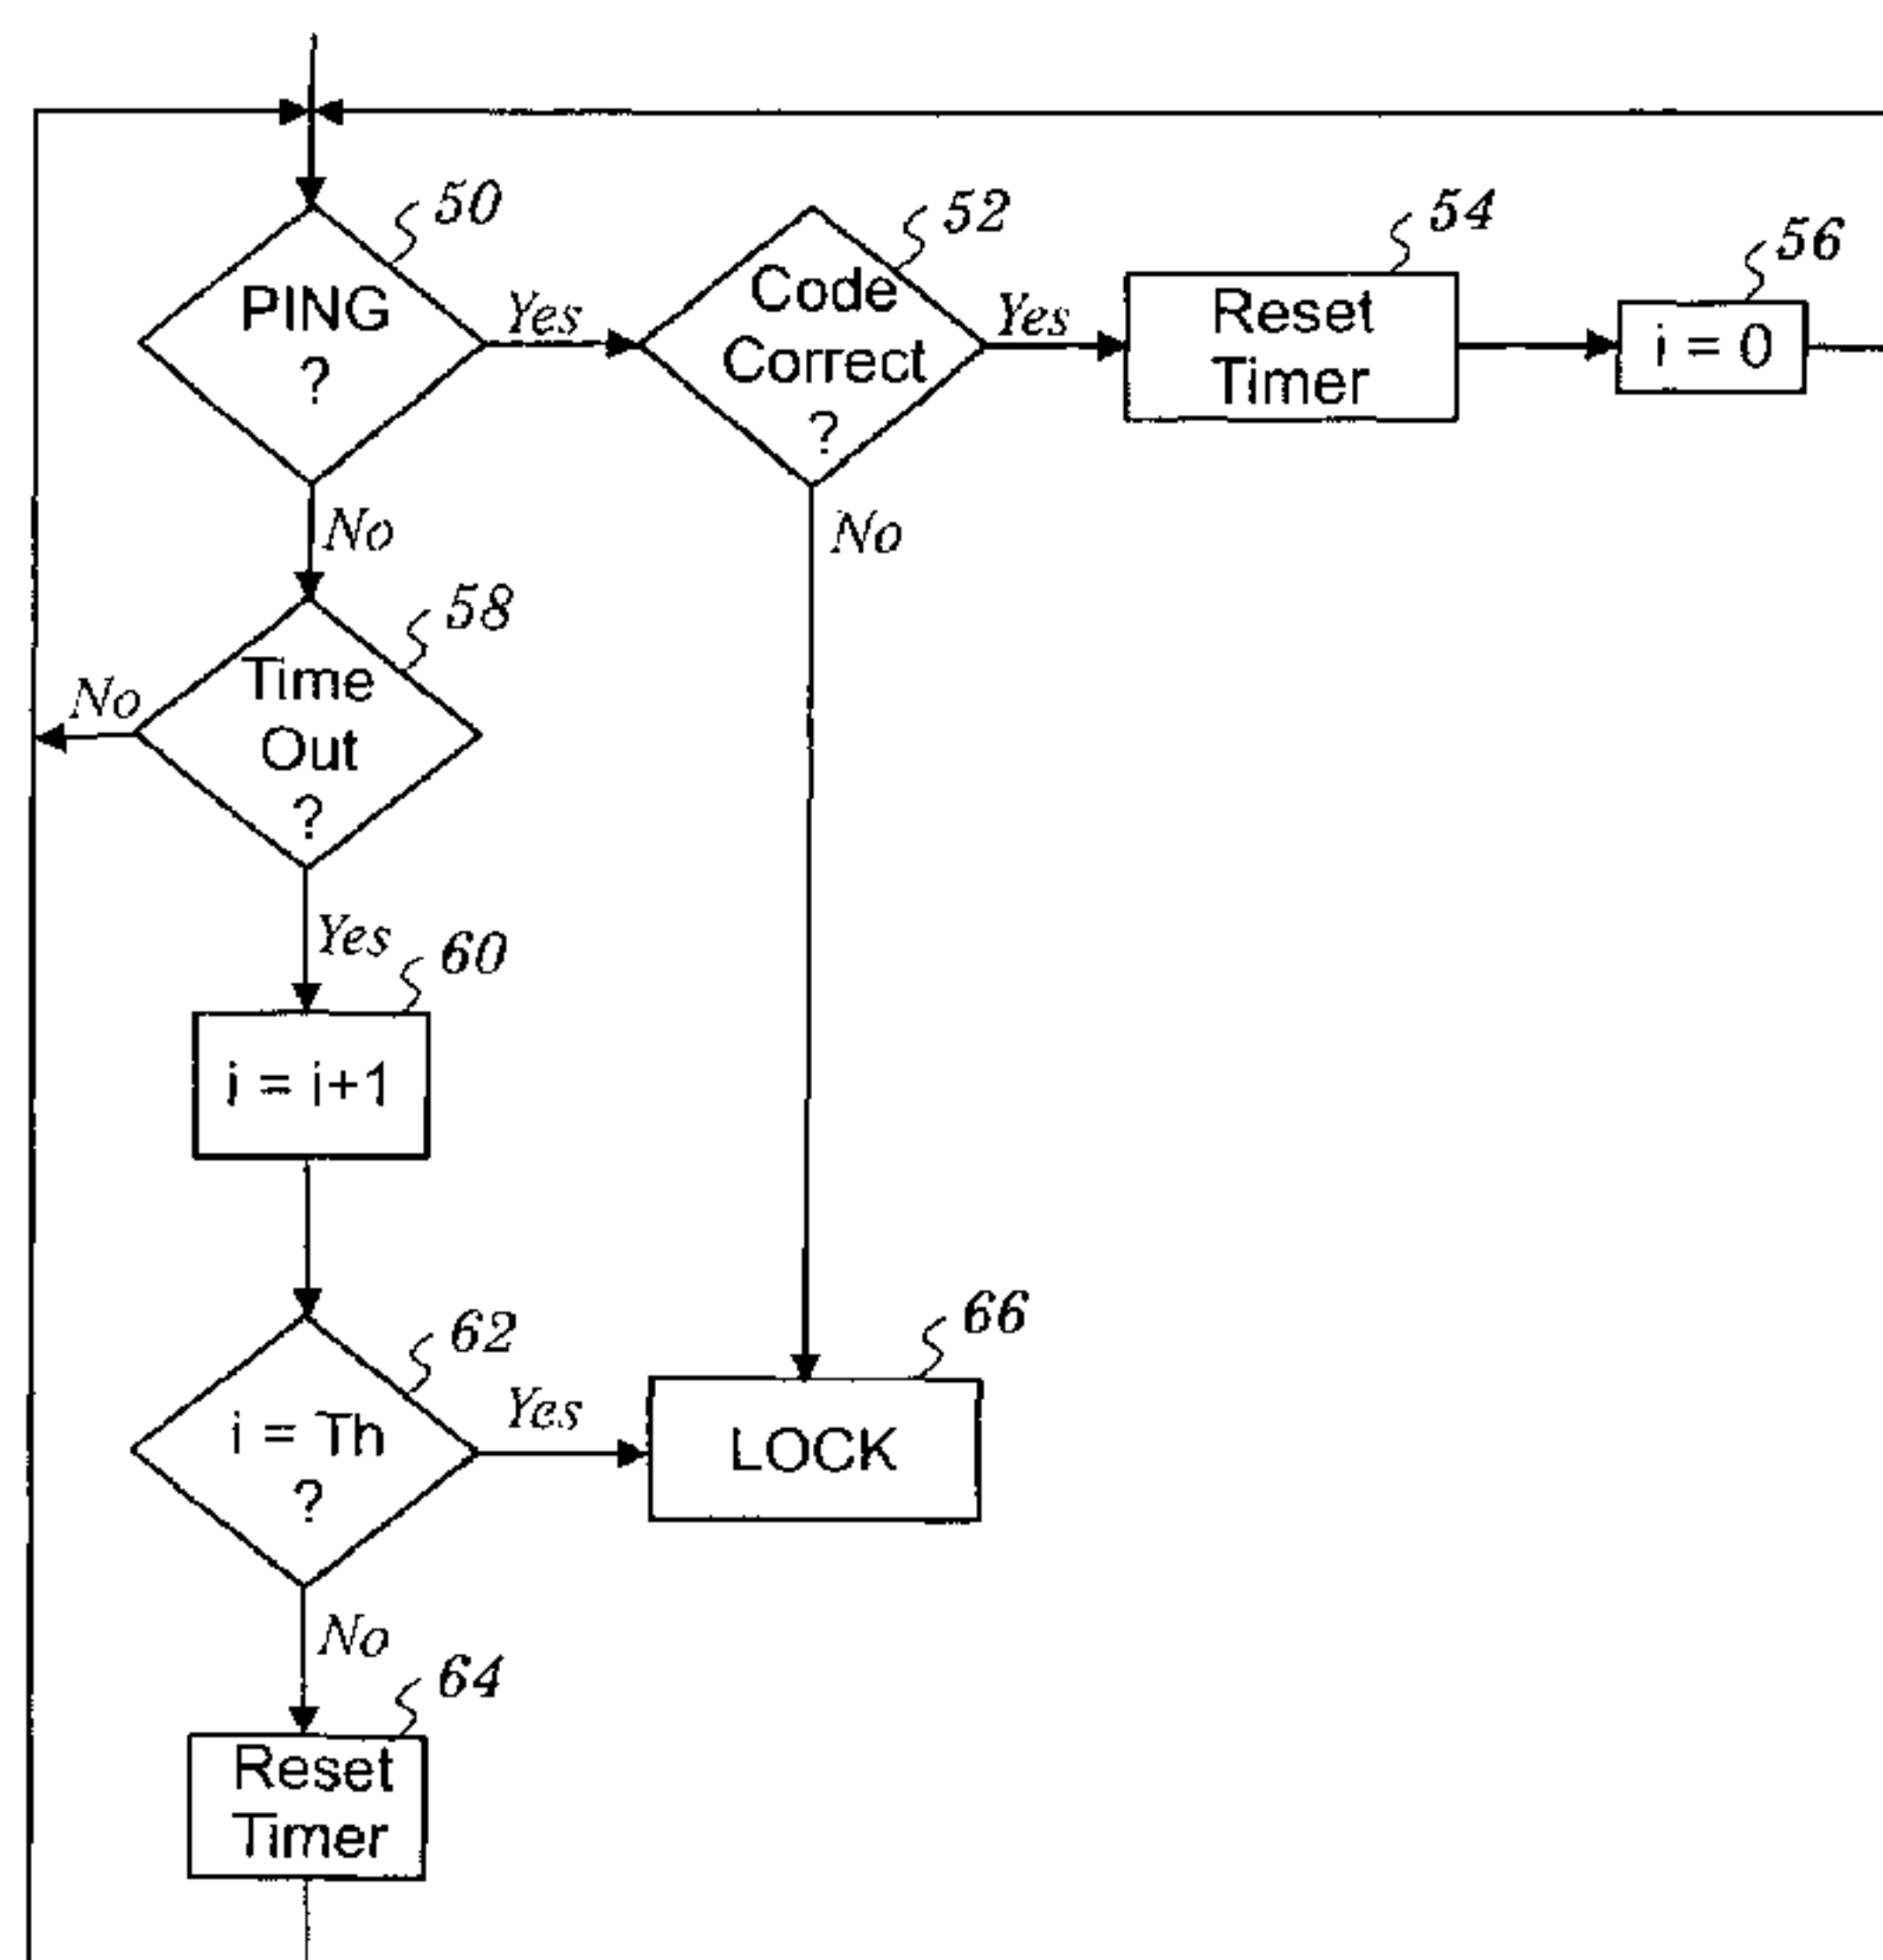 50
PING
?
Yes
52
Code
Correct
?
Yes
54
Reset
Timer
56
i = 0
No
No
58
Time
Out
?
No
Yes
60
i = i+1
62
i = Th
?
Yes
66
LOCK
No
64
Reset
Timer